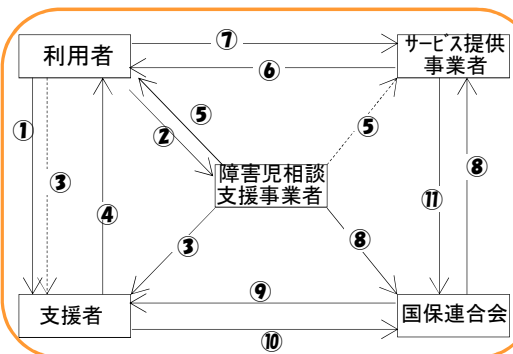 ⑦
利用者
サービス提供
事業者
⑥
①
②
⑤
⑤
③
⑧
障害児相談
支援事業者
④
⑪
③
⑧
⑨
支援者
国保連合会
⑩